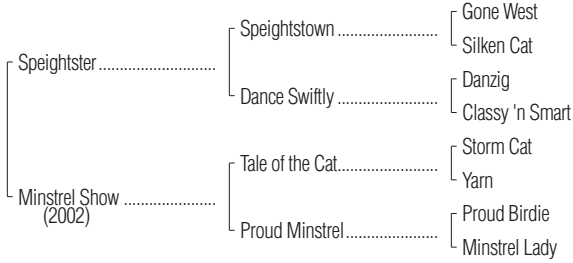 Gone West
Speightstown
Silken Cat
Speightster
Danzig
Dance Swiftly
Classy 'n Smart
Storm Cat
Tale of the Cat
Yarn
Minstrel Show
(2002)
Proud Birdie
Proud Minstrel
Minstrel Lady